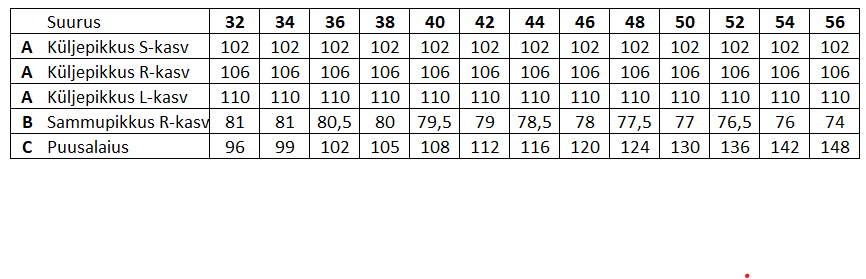 Suurus 32 34 36 38 40 42 44 46 48 50 52 54 56
A Küljepikkus S-kasv 102 102 102 102 102 102 102 102 102 102 102 102 102
A Küljepikkus R-kasv 106 106 106 106 106 106 106 106 106 106 106 106 106
A Küljepikkus L-kasv 110 110 110 110 110 110 110 110 110 110 110 110 110
B Sammupikkus R-kasv 81 81 80,5 80 79,5 79 78,5 78 77,5 77 76,5 76 74
C Puusalaius 96 99 102 105 108 112 116 120 124 130 136 142 148